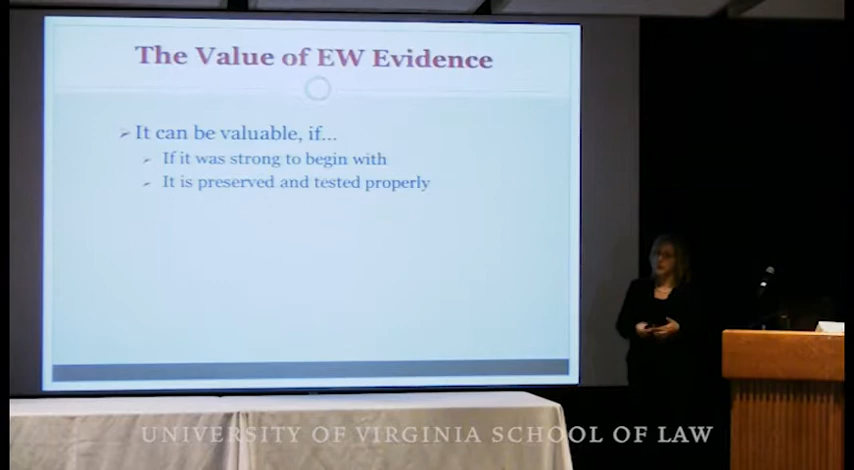 The Value of EW Evidence
➢ It can be valuable, if...
➢ If it was strong to begin with
➢ It is preserved and tested properly
UNIVERSITY OF VIRGINIA SCHOOL OF LAW